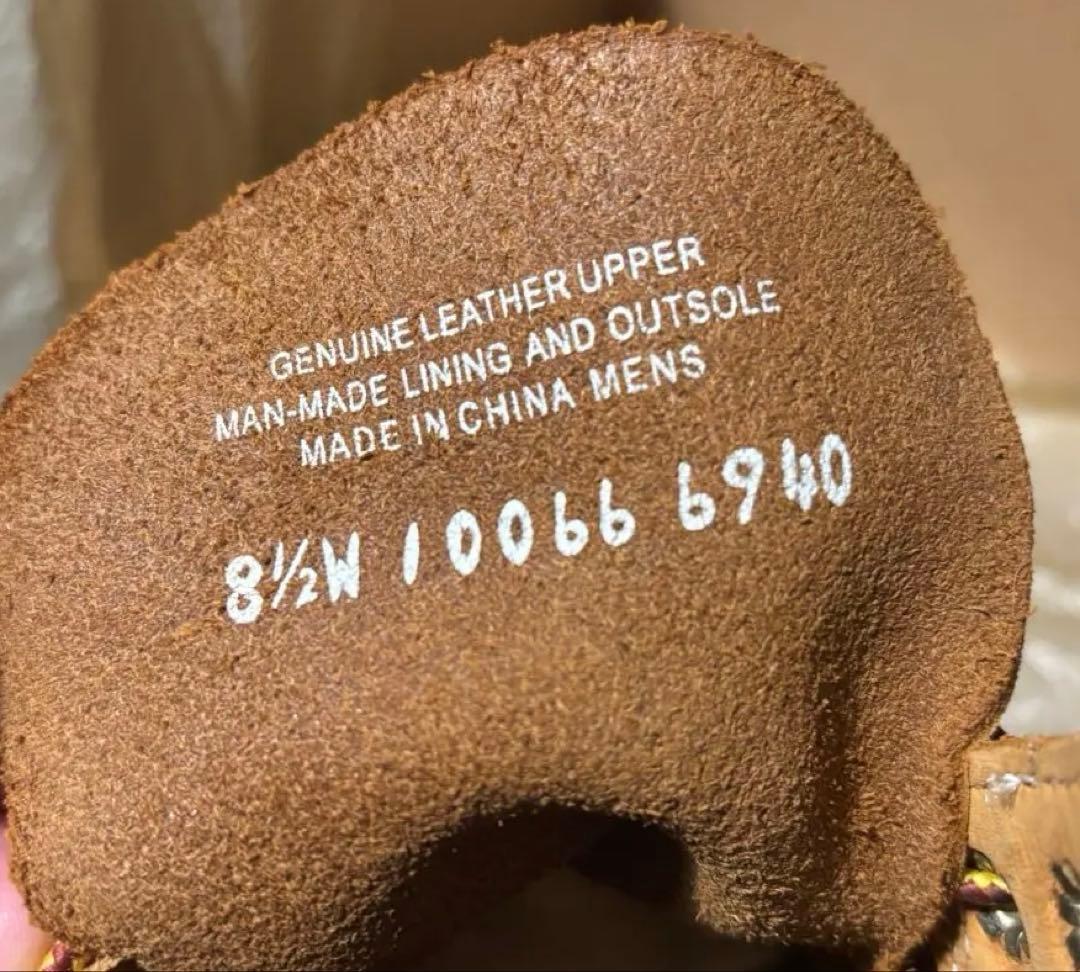 GENUINE LEATHER UPPER
MAN-MADE LINING AND OUTSOLE
MADE IN CHINA MENS
8½W 10066 6940